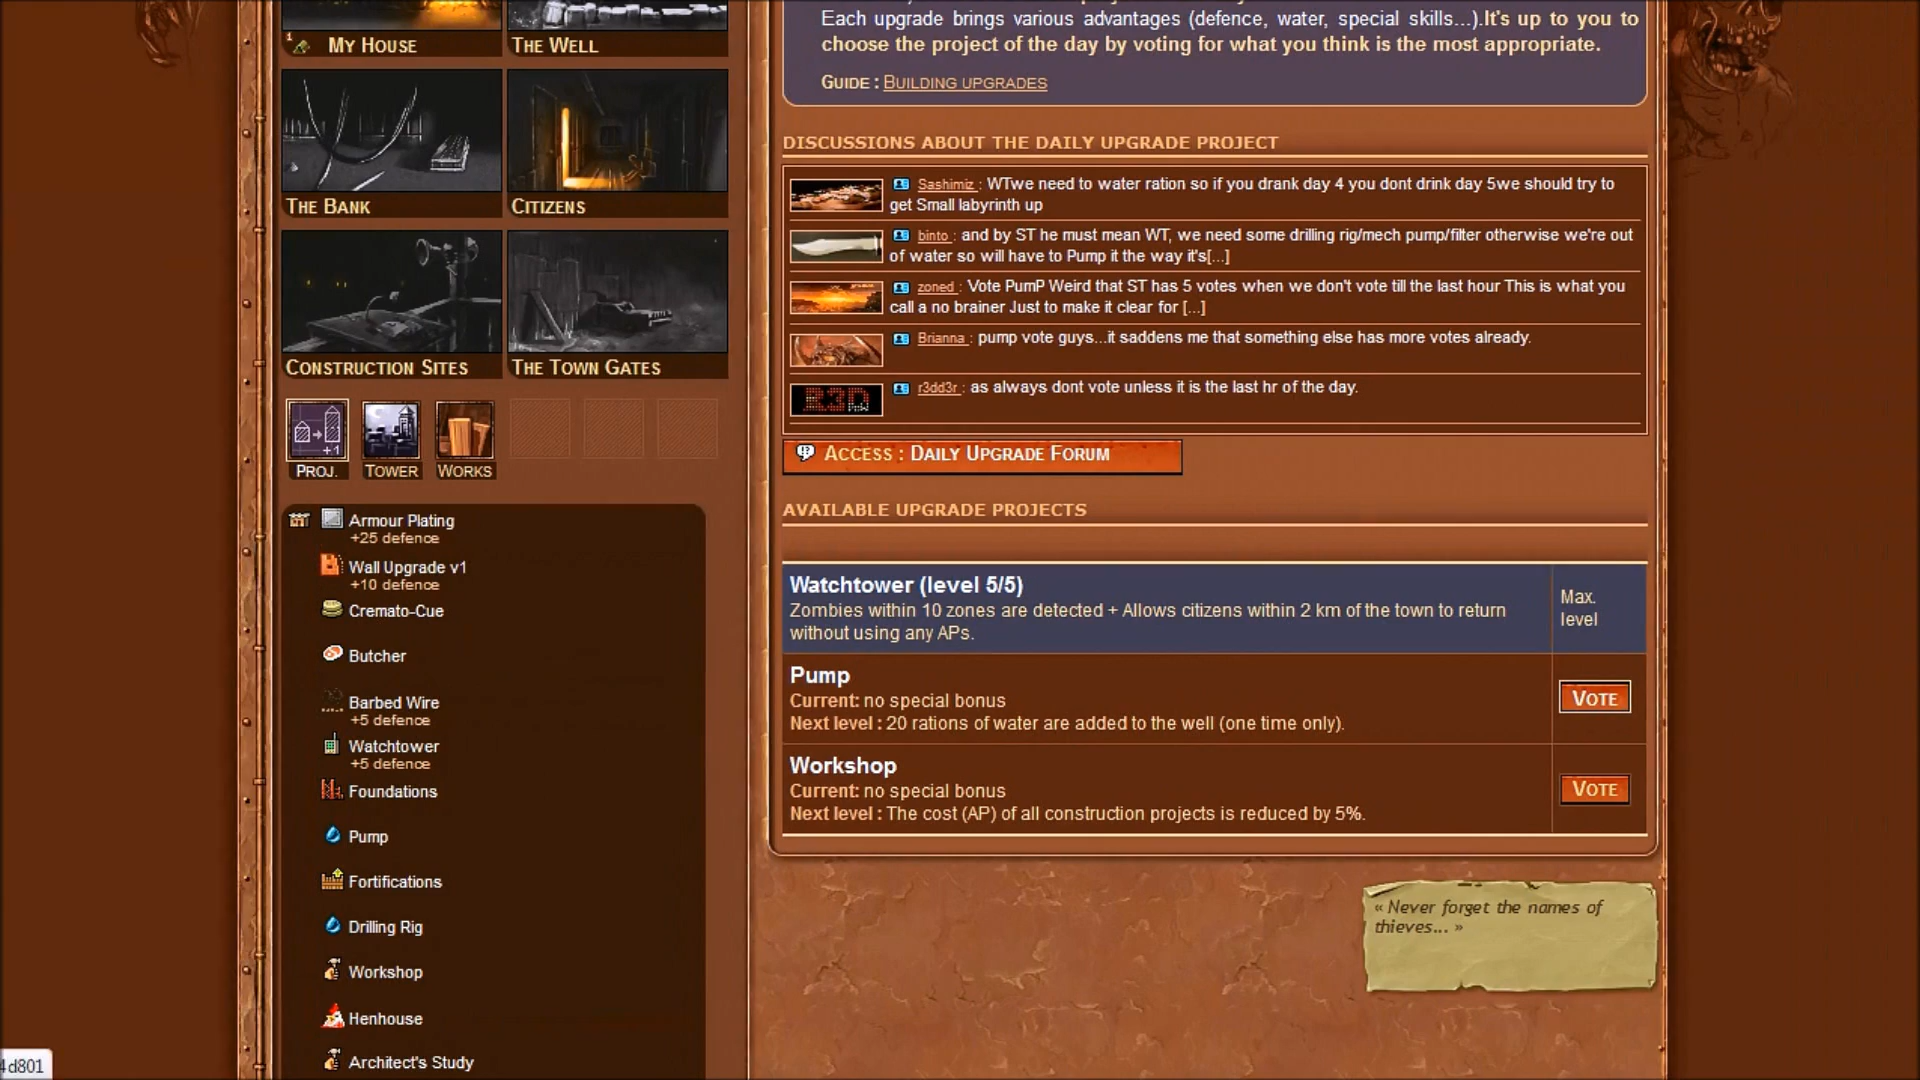 1
MY HOUSE
THE WELL
THE BANK
CITIZENS
CONSTRUCTION SITES
THE TOWN GATES
+1
PROJ.
TOWER
WORKS
Armour Plating
+25 defence
Wall Upgrade v1
+10 defence
Cremato-Cue
Butcher
Barbed Wire
+5 defence
Watchtower
+5 defence
Foundations
Pump
Fortifications
Drilling Rig
Workshop
Henhouse
Architect's Study
4d801
Each upgrade brings various advantages (defence, water, special skills...).It's up to you to
choose the project of the day by voting for what you think is the most appropriate.
GUIDE : BUILDING UPGRADES
DISCUSSIONS ABOUT THE DAILY UPGRADE PROJECT
Sashimiz : WTwe need to water ration so if you drank day 4 you dont drink day 5we should try to
get Small labyrinth up
binto : and by ST he must mean WT, we need some drilling rig/mech pump/filter otherwise we're out
of water so will have to Pump it the way it's[...]
zoned : Vote PumP Weird that ST has 5 votes when we don't vote till the last hour This is what you
call a no brainer Just to make it clear for [...]
Brianna : pump vote guys...it saddens me that something else has more votes already.
R3D
r3dd3r : as always dont vote unless it is the last hr of the day.
ACCESS : DAILY UPGRADE FORUM
AVAILABLE UPGRADE PROJECTS
Watchtower (level 5/5)
Zombies within 10 zones are detected + Allows citizens within 2 km of the town to return
without using any APs.
Max.
level
Pump
Current: no special bonus
Next level : 20 rations of water are added to the well (one time only).
VOTE
Workshop
Current: no special bonus
Next level : The cost (AP) of all construction projects is reduced by 5%.
VOTE
« Never forget the names of
thieves... »